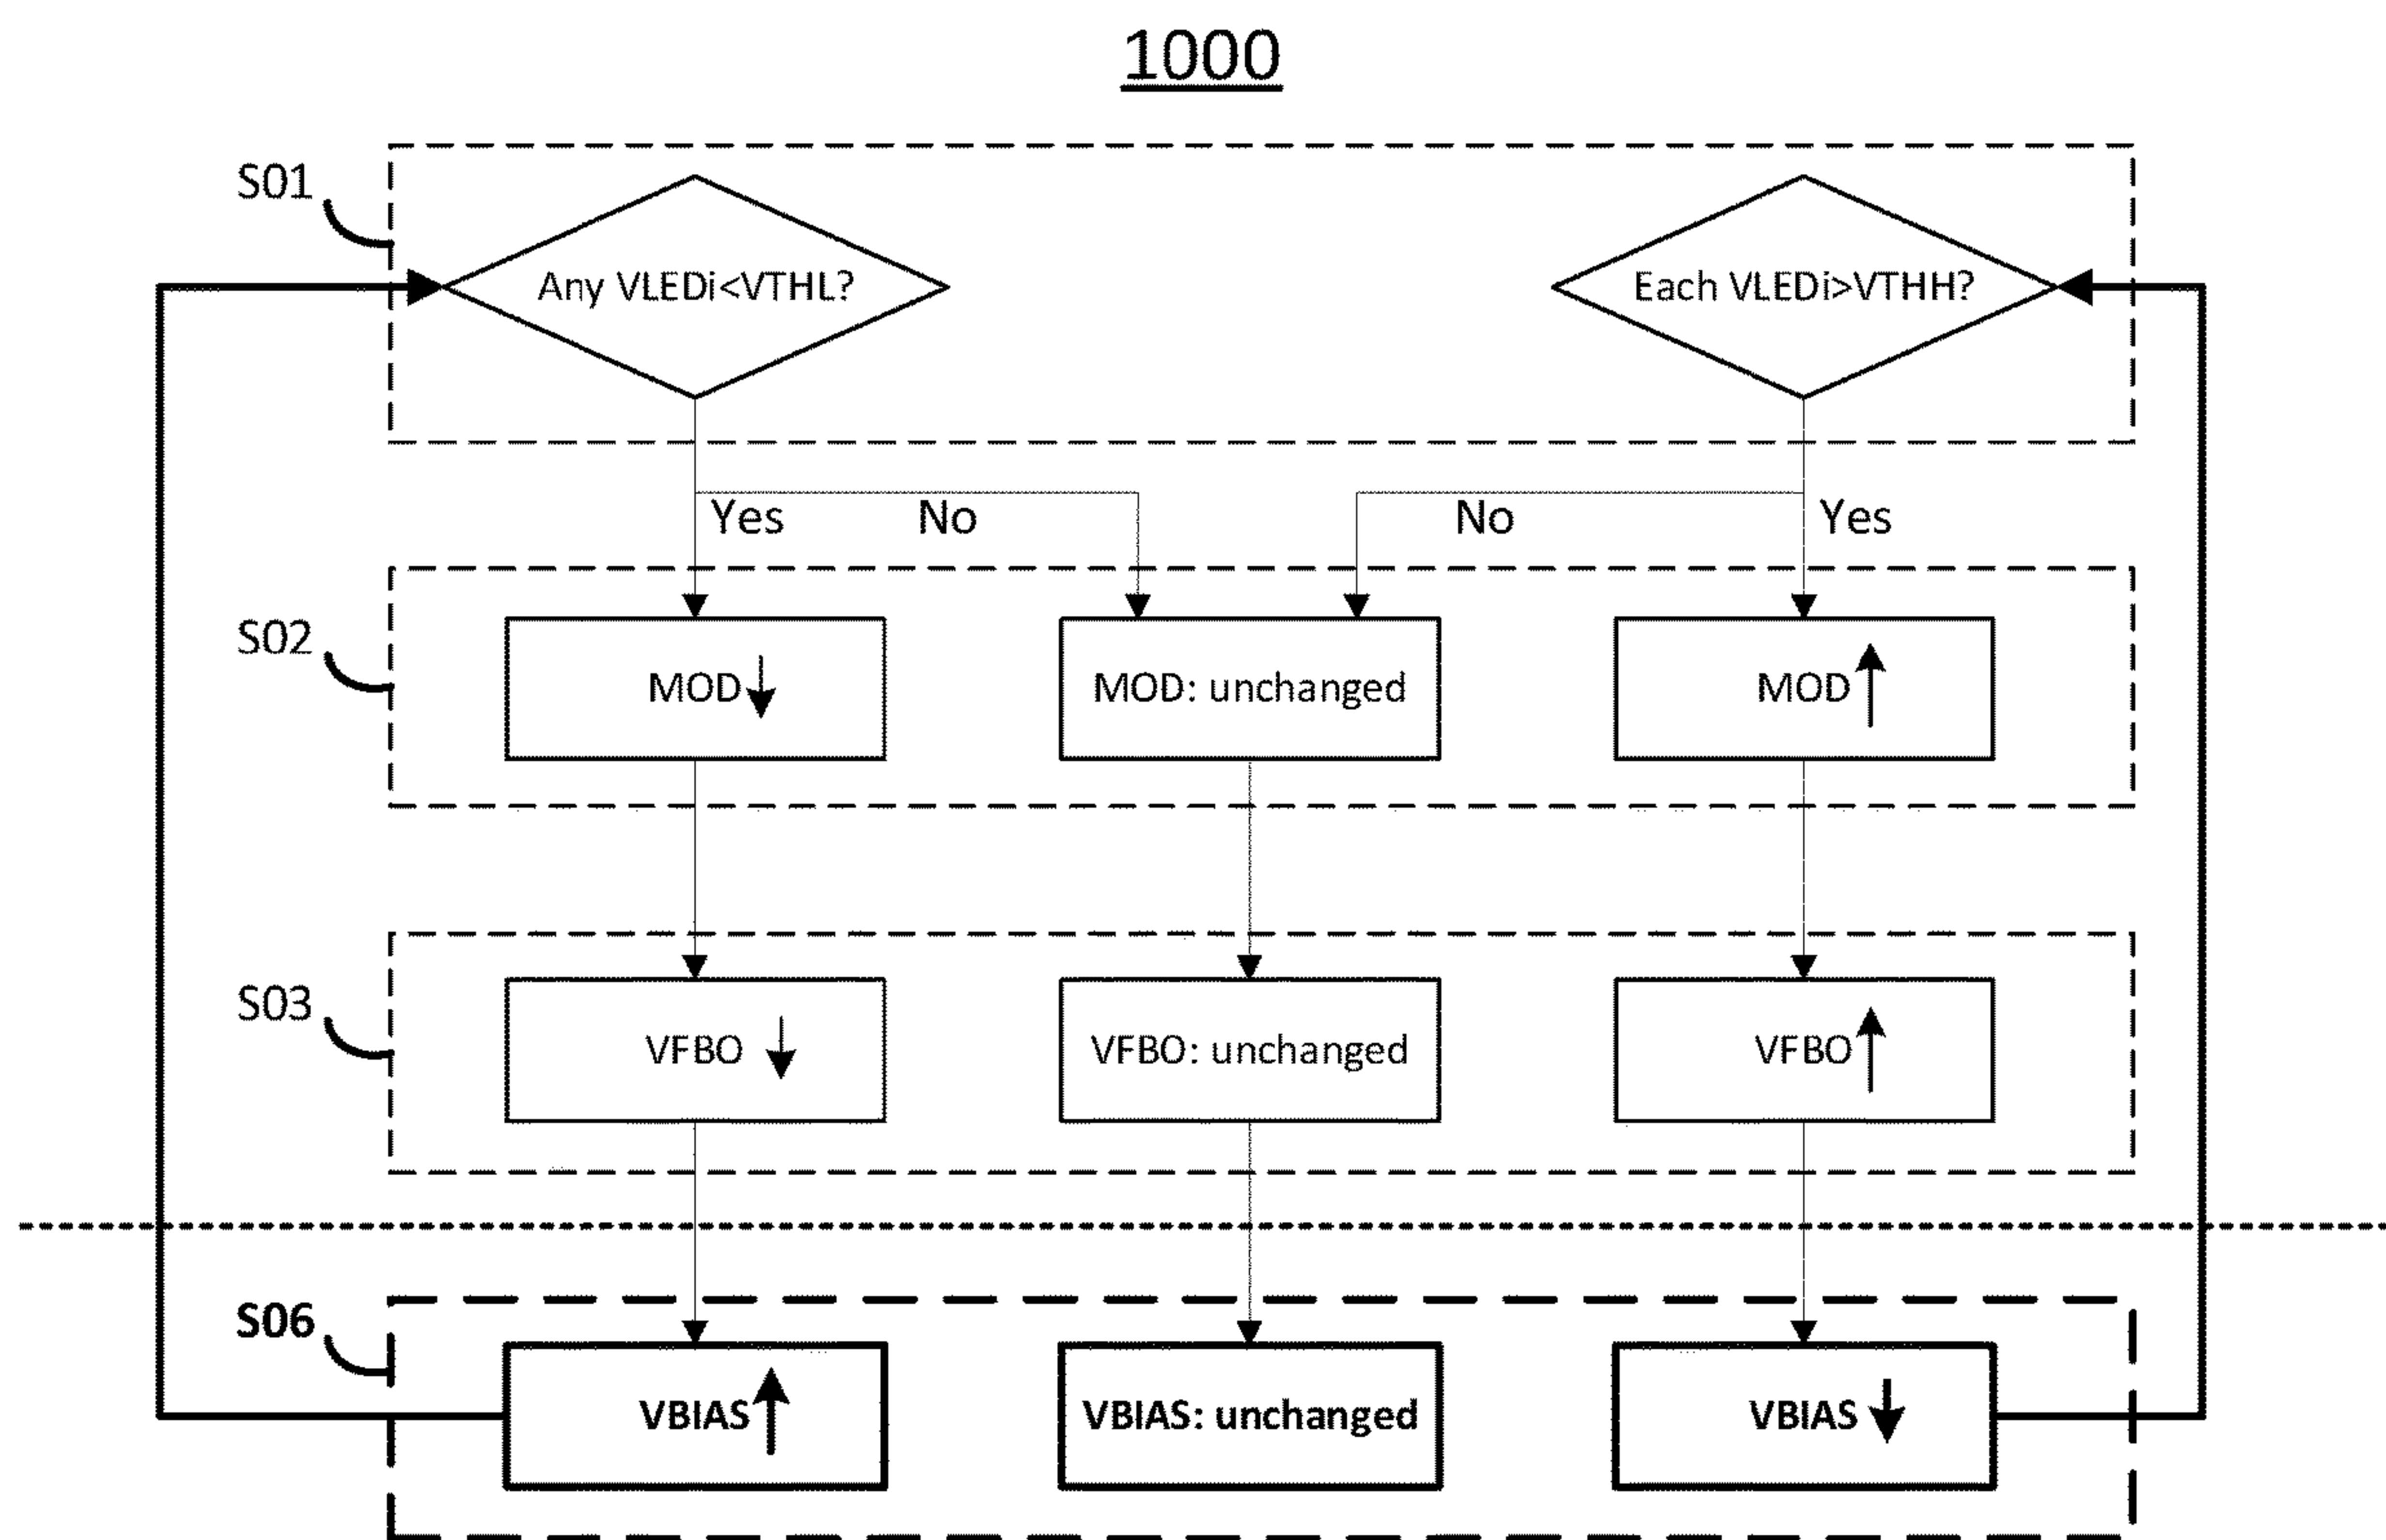 1000
S01
Any VLEDi<VTHL?
Each VLEDi>VTHH?
Yes
No
No
Yes
S02
MOD
MOD: unchanged
MOD
S03
VFBO
VFBO: unchanged
VFBO
S06
VBIAS
VBIAS: unchanged
VBIAS